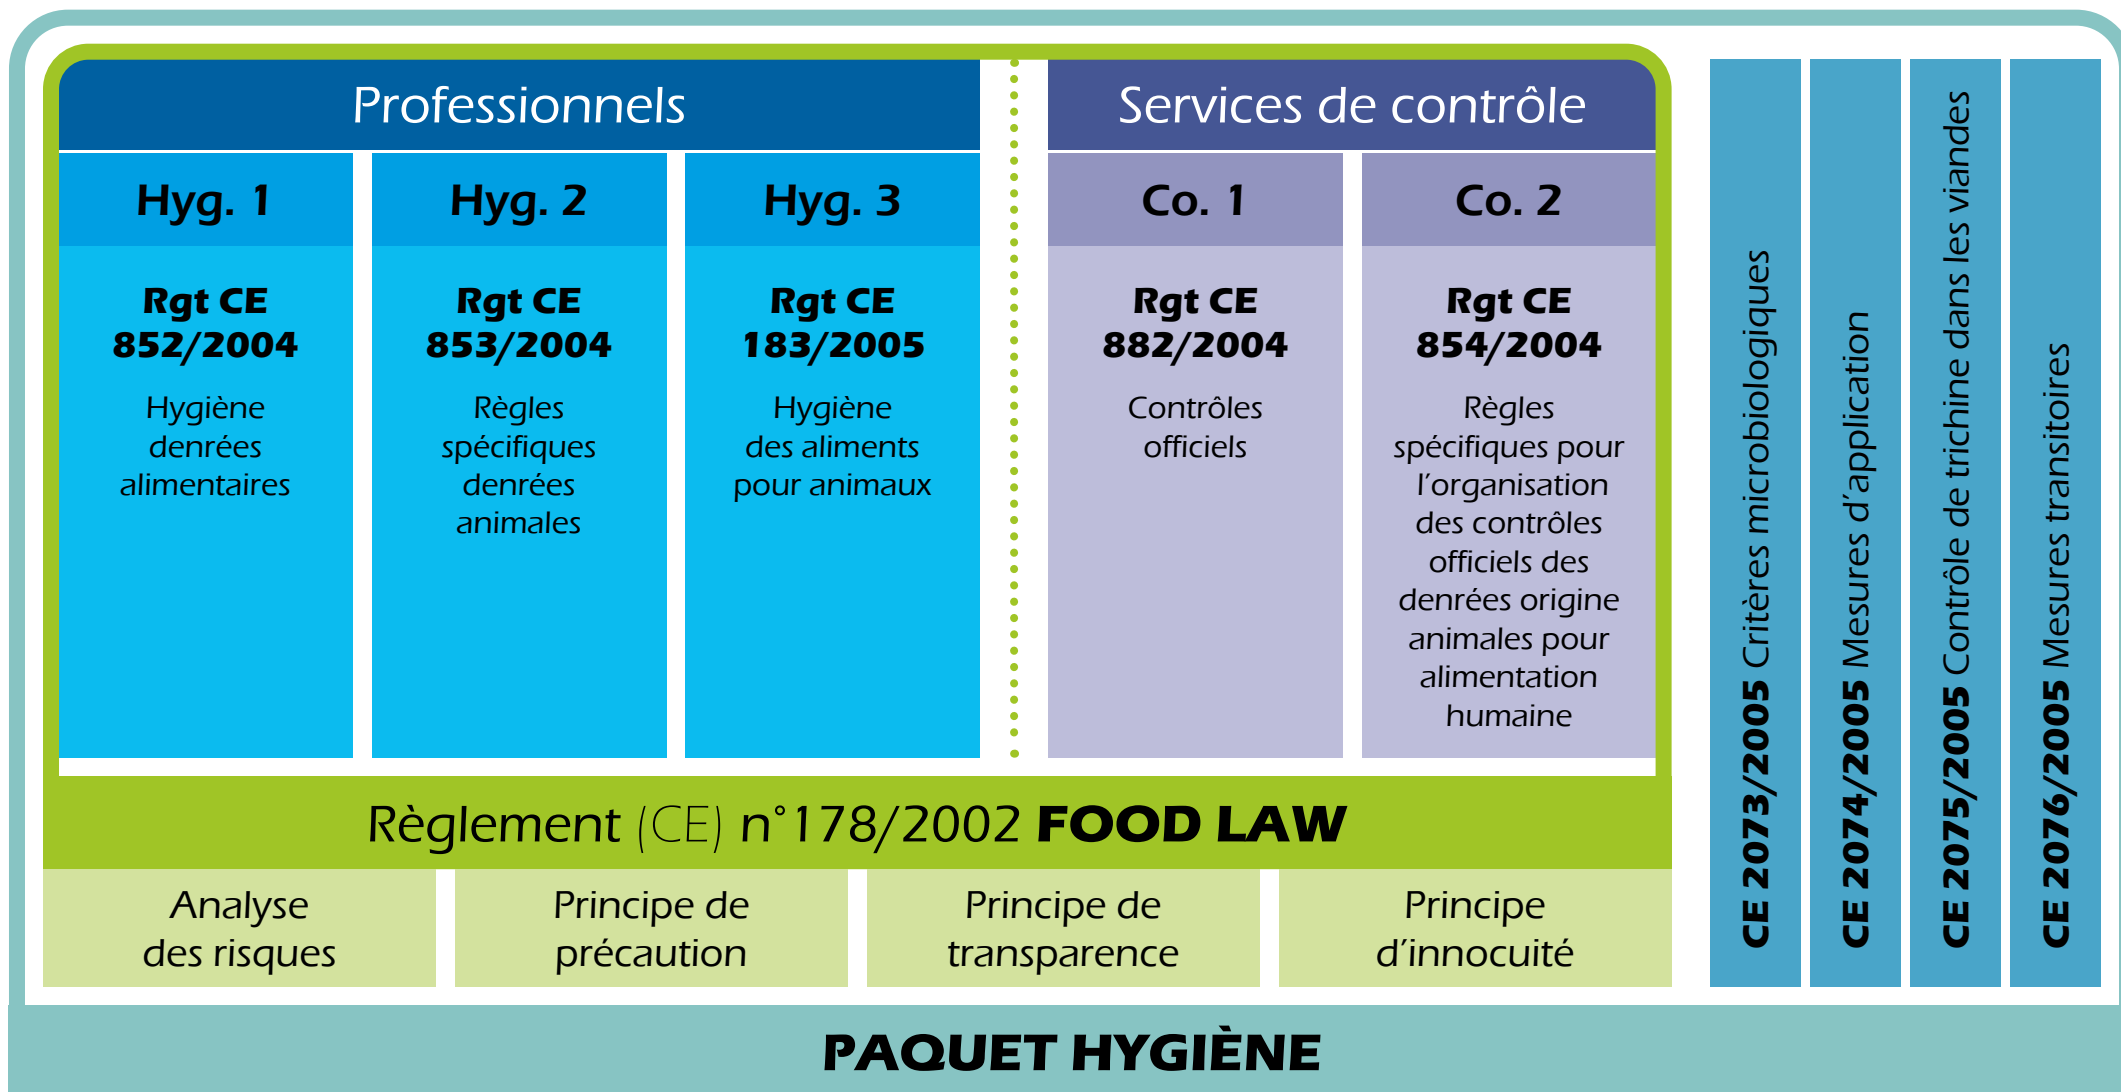 Professionnels
Hyg. 1
Rgt CE
852/2004
Hygiène
denrées
alimentaires
Hyg. 2
Rgt CE
853/2004
Règles
spécifiques
denrées
animales
Hyg. 3
Rgt CE
183/2005
Hygiène
des aliments
pour animaux
Services de contrôle
Co. 1
Rgt CE
882/2004
Contrôles
officiels
Co. 2
Rgt CE
854/2004
Règles
spécifiques pour
l’organisation
des contrôles
officiels des
denrées origine
animales pour
alimentation
humaine
Règlement (CE) n°178/2002 FOOD LAW
Analyse
des risques
Principe de
précaution
Principe de
transparence
Principe
d’innocuité
CE 2073/2005 Critères microbiologiques
CE 2074/2005 Mesures d’application
CE 2075/2005 Contrôle de trichine dans les viandes
CE 2076/2005 Mesures transitoires
PAQUET HYGIÈNE